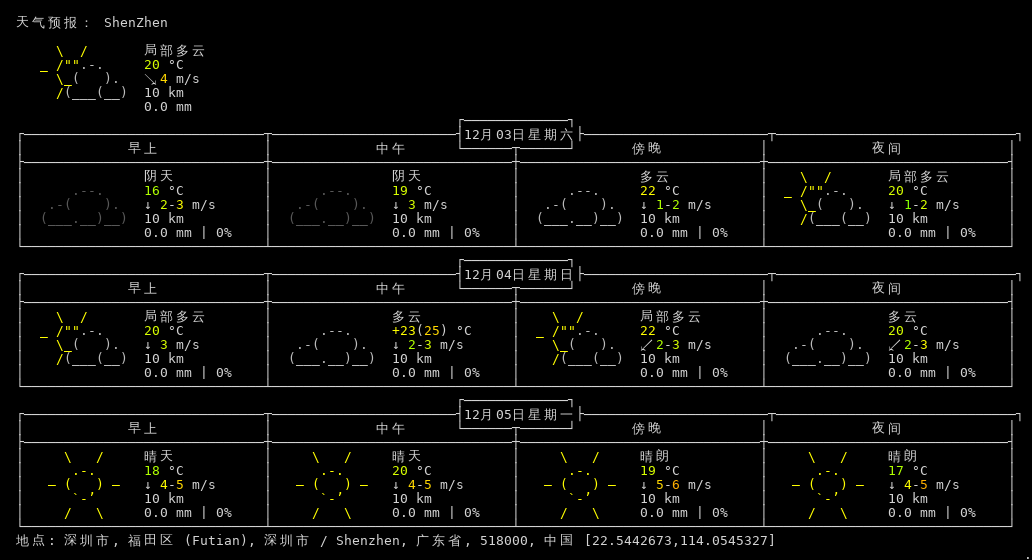 天气预报： ShenZhen
局部多云
20 °C
↘ 4 m/s
10 km
0.0 mm
12月03日星期六
早上 中午 傍晚 夜间
阴天 阴天 多云 局部多云
16 °C 19 °C 22 °C 20 °C
↓ 2-3 m/s ↓ 3 m/s ↓ 1-2 m/s ↓ 1-2 m/s
10 km 10 km 10 km 10 km
0.0 mm | 0% 0.0 mm | 0% 0.0 mm | 0% 0.0 mm | 0%
12月04日星期日
早上 中午 傍晚 夜间
局部多云 多云 局部多云 多云
20 °C +23(25) °C 22 °C 20 °C
↓ 3 m/s ↓ 2-3 m/s ↙ 2-3 m/s ↙ 2-3 m/s
10 km 10 km 10 km 10 km
0.0 mm | 0% 0.0 mm | 0% 0.0 mm | 0% 0.0 mm | 0%
12月05日星期一
早上 中午 傍晚 夜间
晴天 晴天 晴朗 晴朗
18 °C 20 °C 19 °C 17 °C
↓ 4-5 m/s ↓ 4-5 m/s ↓ 5-6 m/s ↓ 4-5 m/s
10 km 10 km 10 km 10 km
0.0 mm | 0% 0.0 mm | 0% 0.0 mm | 0% 0.0 mm | 0%
地点: 深圳市, 福田区 (Futian), 深圳市 / Shenzhen, 广东省, 518000, 中国 [22.5442673,114.0545327]